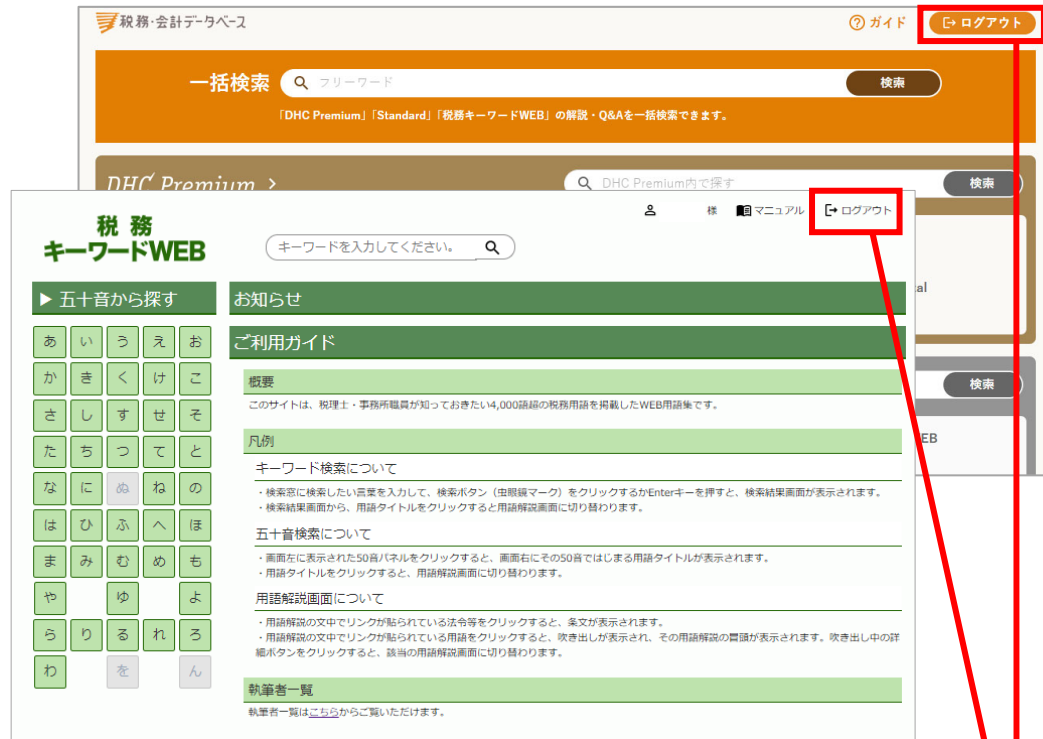 税務・会計データベース
ガイド
ログアウト
一括検索
フリーワード
検索
「DHC Premium」「Standard」「税務キーワードWEB」の解説・Q&Aを一括検索できます。
DHC Premium >
DHC Premium内で探す
検索
al
検索
EB
税務
キーワードWEB
キーワードを入力してください。
様
マニュアル
ログアウト
▶ 五十音から探す
あ い う え お
か き く け こ
さ し す せ そ
た ち つ て と
な に ぬ ね の
は ひ ふ へ ほ
ま み む め も
や ゆ よ
ら り る れ ろ
わ を ん
お知らせ
ご利用ガイド
概要
このサイトは、税理士・事務所職員が知っておきたい4,000語超の税務用語を掲載したWEB用語集です。
凡例
キーワード検索について
・検索窓に検索したい言葉を入力して、検索ボタン（虫眼鏡マーク）をクリックするかEnterキーを押すと、検索結果画面が表示されます。
・検索結果画面から、用語タイトルをクリックすると用語解説画面に切り替わります。
五十音検索について
・画面左に表示された50音パネルをクリックすると、画面右にその50音ではじまる用語タイトルが表示されます。
・用語タイトルをクリックすると、用語解説画面に切り替わります。
用語解説画面について
・用語解説の文中でリンクが貼られている法令等をクリックすると、条文が表示されます。
・用語解説の文中でリンクが貼られている用語をクリックすると、吹き出しが表示され、その用語解説の冒頭が表示されます。吹き出し中の詳
細ボタンをクリックすると、該当の用語解説画面に切り替わります。
執筆者一覧
執筆者一覧はこちらからご覧いただけます。